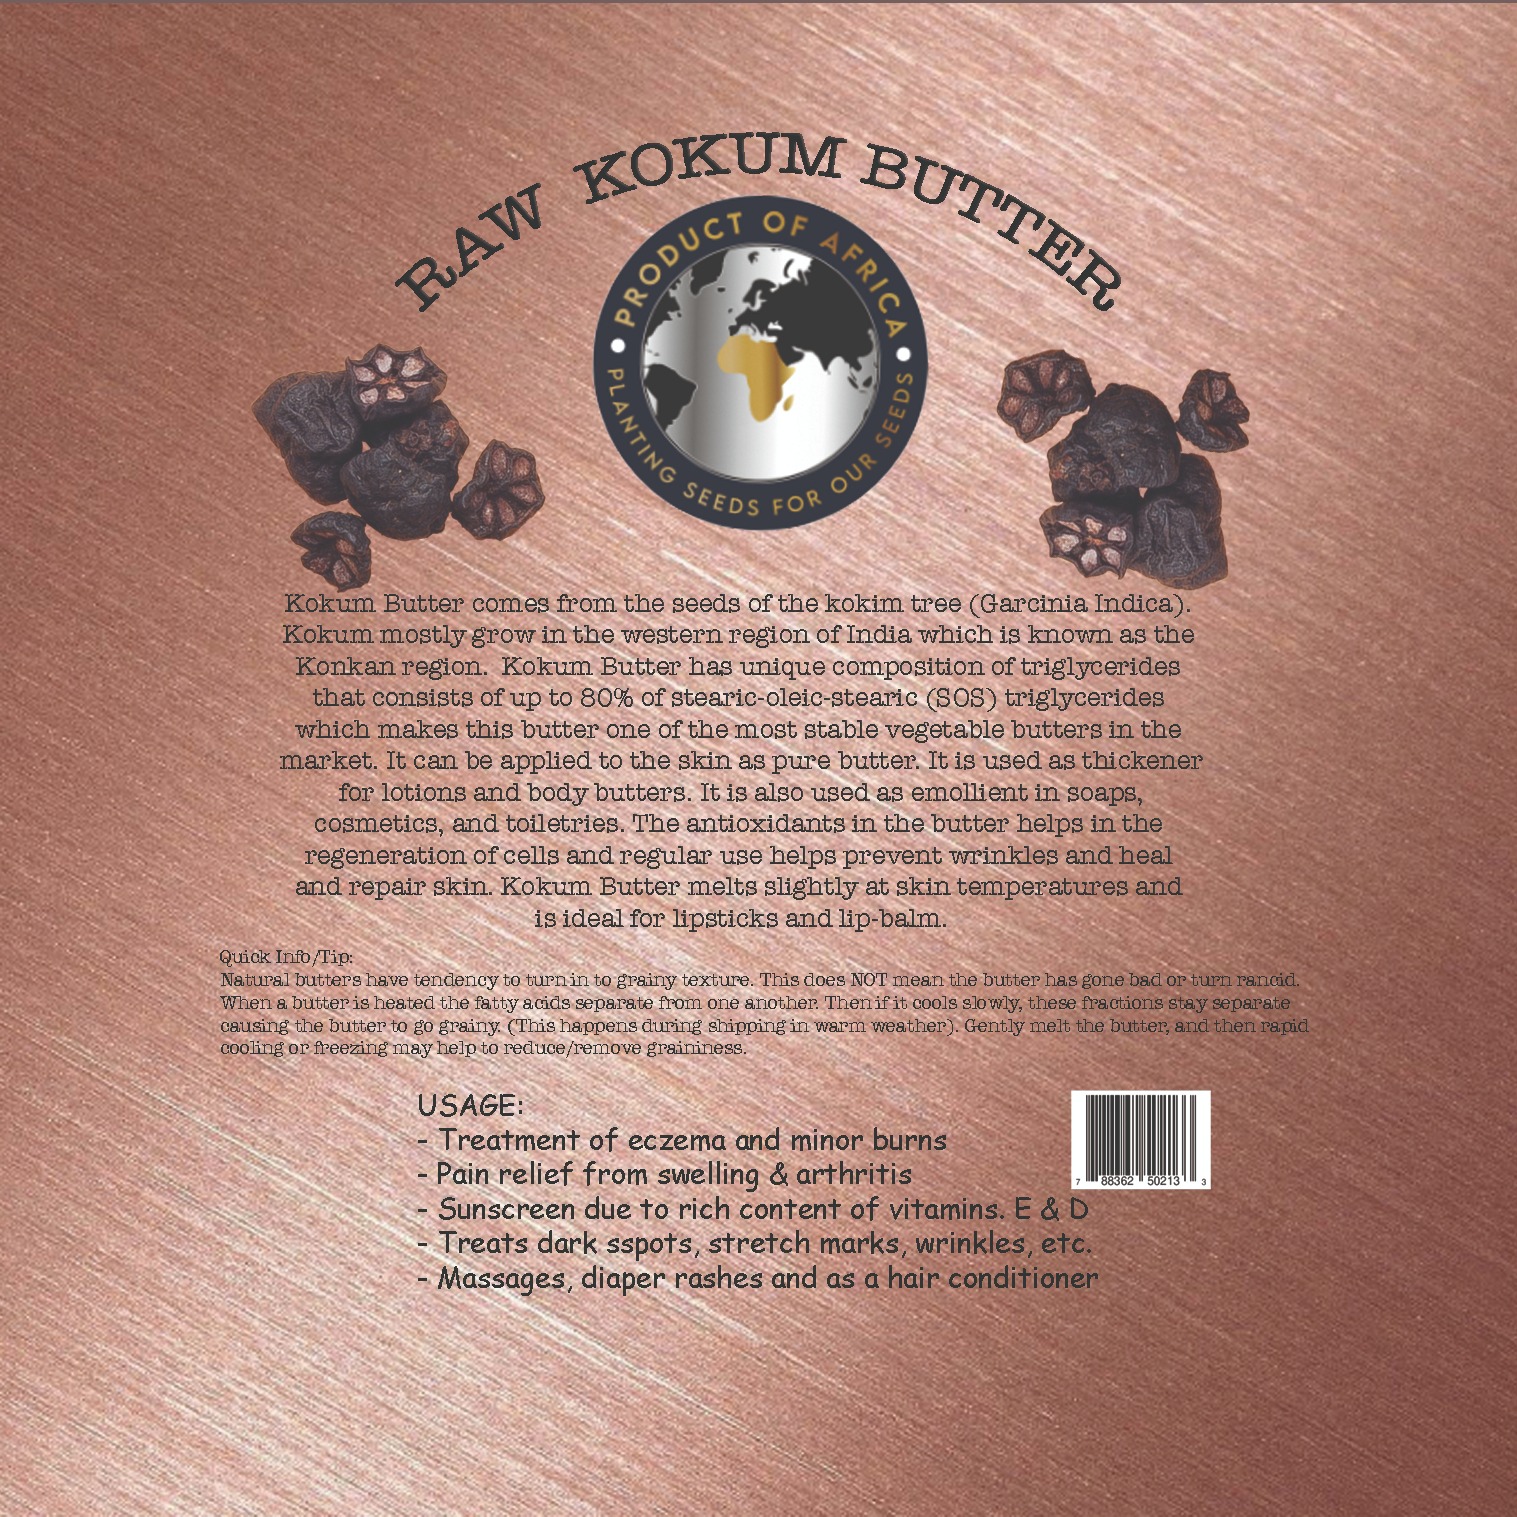 RAW KOKUM BUTTER
PRODUCT OF AFRICA
PLANTING SEEDS FOR OUR SEEDS
Kokum Butter comes from the seeds of the kokim tree (Garcinia Indica).
Kokum mostly grow in the western region of India which is known as the
Konkan region. Kokum Butter has unique composition of triglycerides
that consists of up to 80% of stearic-oleic-stearic (SOS) triglycerides
which makes this butter one of the most stable vegetable butters in the
market. It can be applied to the skin as pure butter. It is used as thickener
for lotions and body butters. It is also used as emollient in soaps,
cosmetics, and toiletries. The antioxidants in the butter helps in the
regeneration of cells and regular use helps prevent wrinkles and heal
and repair skin. Kokum Butter melts slightly at skin temperatures and
is ideal for lipsticks and lip-balm.
Quick Info/Tip:
Natural butters have tendency to turn in to grainy texture. This does NOT mean the butter has gone bad or turn rancid.
When a butter is heated the fatty acids separate from one another. Then if it cools slowly, these fractions stay separate
causing the butter to go grainy. (This happens during shipping in warm weather). Gently melt the butter, and then rapid
cooling or freezing may help to reduce/remove graininess.
USAGE:
- Treatment of eczema and minor burns
- Pain relief from swelling & arthritis
- Sunscreen due to rich content of vitamins. E & D
- Treats dark sspots, stretch marks, wrinkles, etc.
- Massages, diaper rashes and as a hair conditioner
7 88362 50213 3